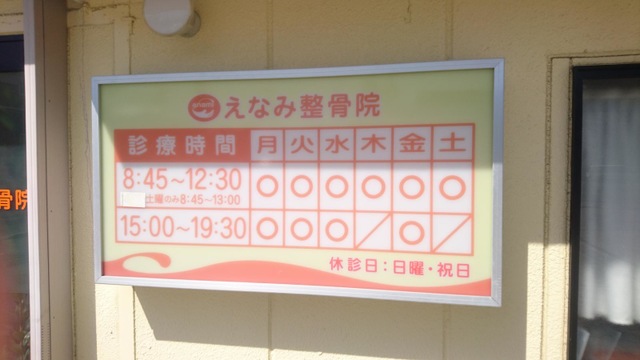 えなみ整骨院
診療時間 月 火 水 木 金 土
8:45～12:30 ○ ○ ○ ○ ○ ○
土曜のみ8:45～13:00
15:00～19:30 ○ ○ ○ ／ ○ ／
休診日：日曜・祝日
骨院